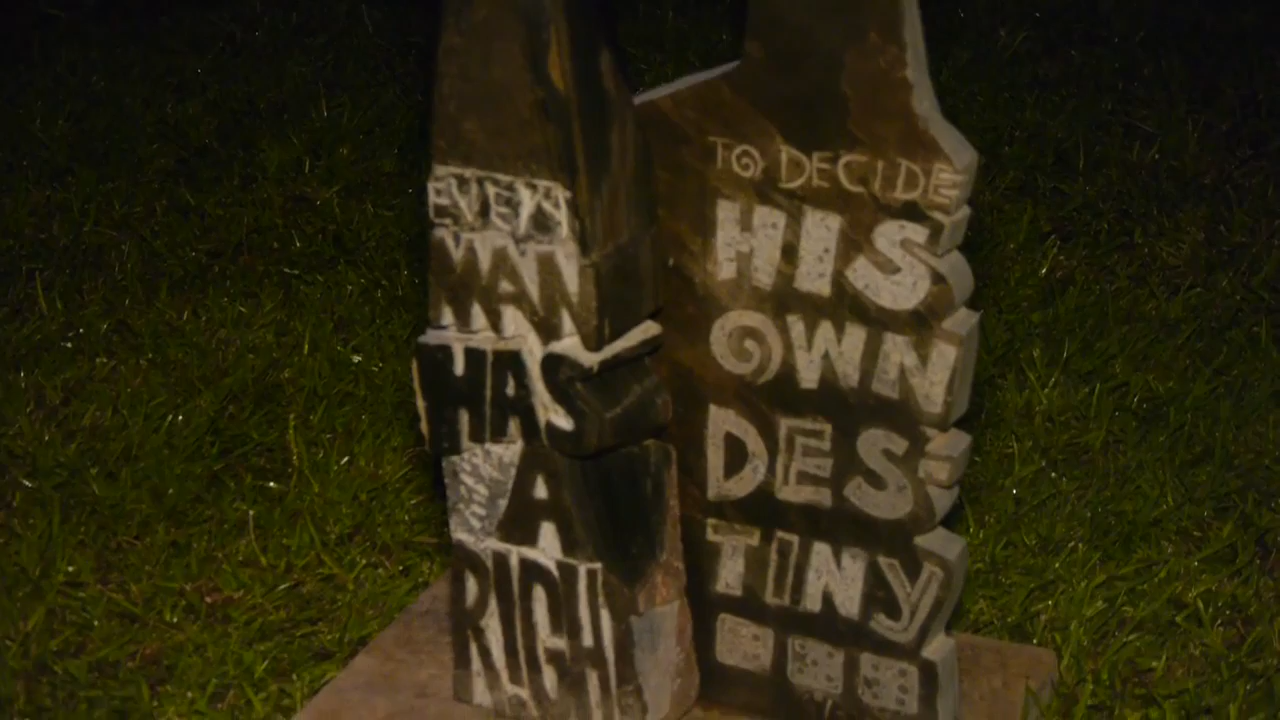 EVERY
MAN
HAS
A
RIGHT
TO DECIDE
HIS
OWN
DES
TINY